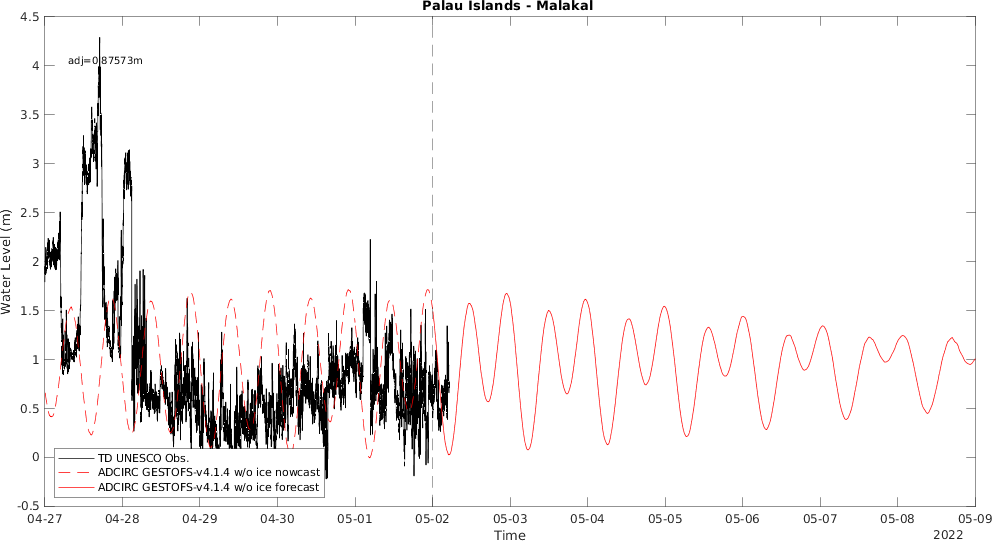 Palau Islands - Malakal
adj=0.87573m
Water Level (m)
4.5
4
3.5
3
2.5
2
1.5
1
0.5
0
-0.5
TD UNESCO Obs.
ADCIRC GESTOFS-v4.1.4 w/o ice nowcast
ADCIRC GESTOFS-v4.1.4 w/o ice forecast
04-27 04-28 04-29 04-30 05-01 05-02 05-03 05-04 05-05 05-06 05-07 05-08 05-09
Time
2022